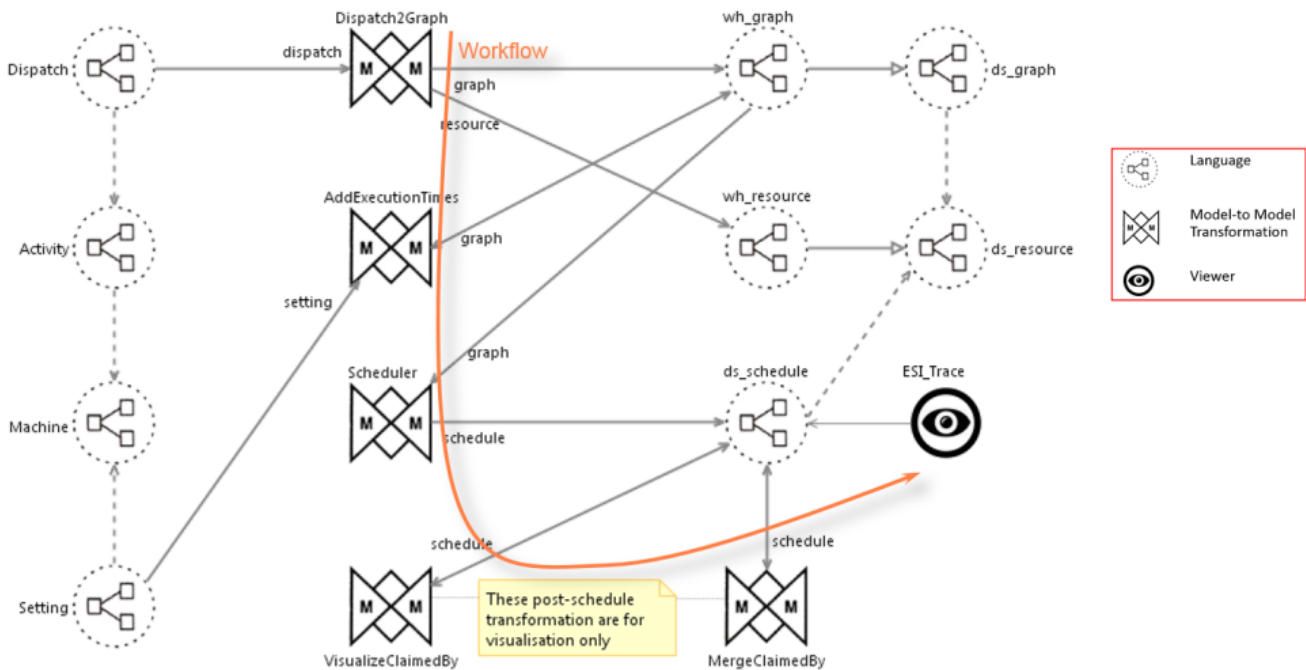 Dispatch2Graph
wh_graph
Workflow
dispatch
Dispatch
M M
ds_graph
graph
resource
Language
AddExecutionTimes
wh_resource
Model-to Model
Transformation
Activity
M M
graph
ds_resource
Viewer
setting
graph
Scheduler
ds_schedule
ESI_Trace
Machine
M M
schedule
schedule
schedule
Setting
M M
These post-schedule
transformation are for
visualisation only
M M
VisualizeClaimedBy
MergeClaimedBy
M M